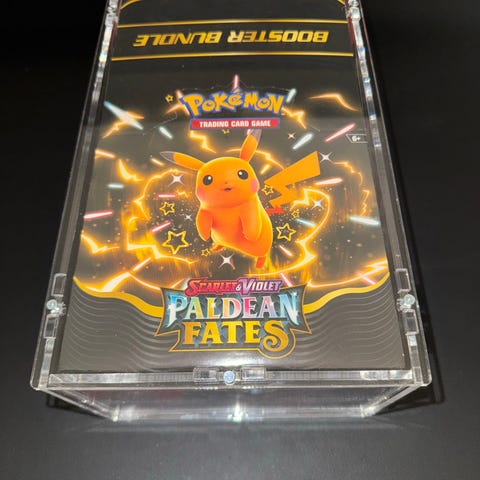 BOOSTER BUNDLE
POKÉMON
TRADING CARD GAME
6+
SCARLET & VIOLET
PALDEAN
FATES